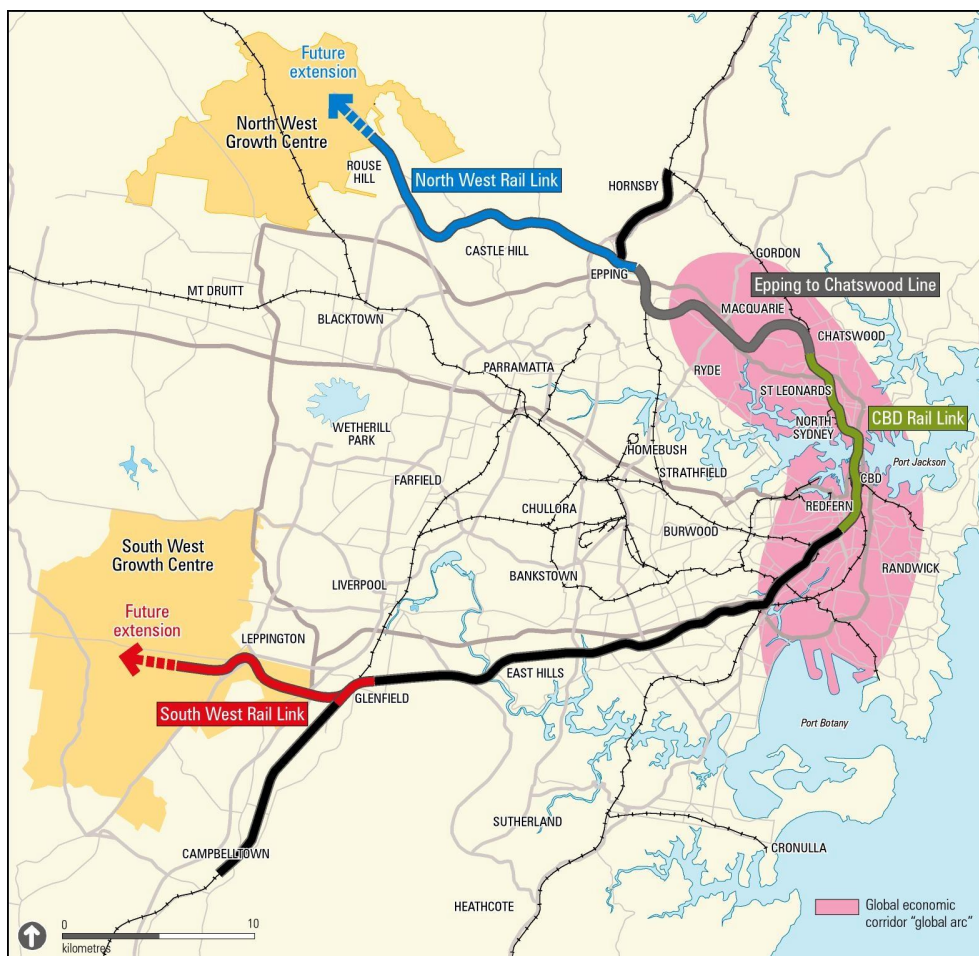 Future
extension
North West
Growth Centre
ROUSE
HILL
North West Rail Link
HORNSBY
CASTLE HILL
EPPING
GORDON
Epping to Chatswood Line
MT DRUITT
MACQUARIE
BLACKTOWN
CHATSWOOD
PARRAMATTA
RYDE
ST LEONARDS
WETHERILL
PARK
NORTH
SYDNEY
CBD Rail Link
HOMEBUSH
Port Jackson
STRATHFIELD
FARFIELD
CBD
CHULLORA
REDFERN
BURWOOD
South West
Growth Centre
BANKSTOWN
RANDWICK
LIVERPOOL
Future
extension
LEPPINGTON
EAST HILLS
GLENFIELD
South West Rail Link
Port Botany
SUTHERLAND
CAMPBELLTOWN
CRONULLA
HEATHCOTE
Global economic
corridor "global arc"
0 10
kilometres